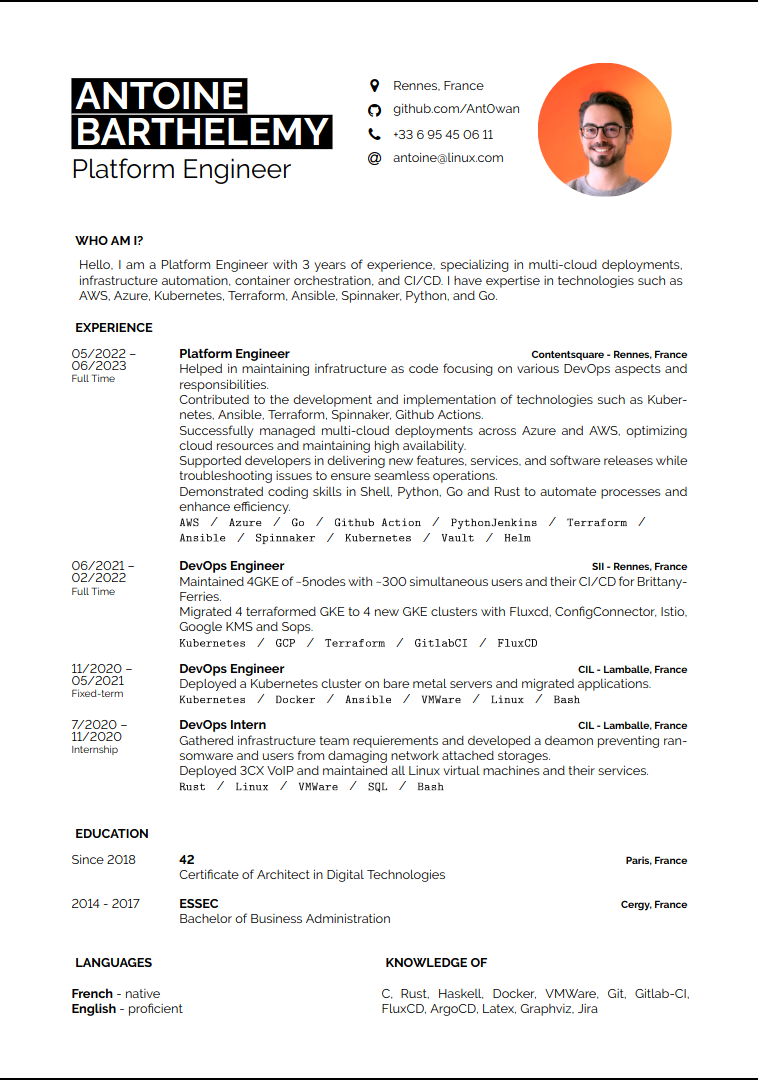 ANTOINE
BARTHELEMY
Platform Engineer
Rennes, France
github.com/Ant0wan
+33 6 95 45 06 11
antoine@linux.com
WHO AM I?
Hello, I am a Platform Engineer with 3 years of experience, specializing in multi-cloud deployments,
infrastructure automation, container orchestration, and CI/CD. I have expertise in technologies such as
AWS, Azure, Kubernetes, Terraform, Ansible, Spinnaker, Python, and Go.
EXPERIENCE
05/2022 –
06/2023
Full Time
Platform Engineer Contentsquare - Rennes, France
Helped in maintaining infratructure as code focusing on various DevOps aspects and
responsibilities.
Contributed to the development and implementation of technologies such as Kuber-
netes, Ansible, Terraform, Spinnaker, Github Actions.
Successfully managed multi-cloud deployments across Azure and AWS, optimizing
cloud resources and maintaining high availability.
Supported developers in delivering new features, services, and software releases while
troubleshooting issues to ensure seamless operations.
Demonstrated coding skills in Shell, Python, Go and Rust to automate processes and
enhance efficiency.
AWS / Azure / Go / Github Action / PythonJenkins / Terraform /
Ansible / Spinnaker / Kubernetes / Vault / Helm
06/2021 –
02/2022
Full Time
DevOps Engineer SII - Rennes, France
Maintained 4GKE of ~5nodes with ~300 simultaneous users and their CI/CD for Brittany-
Ferries.
Migrated 4 terraformed GKE to 4 new GKE clusters with Fluxcd, ConfigConnector, Istio,
Google KMS and Sops.
Kubernetes / GCP / Terraform / GitlabCI / FluxCD
11/2020 –
05/2021
Fixed-term
DevOps Engineer CIL - Lamballe, France
Deployed a Kubernetes cluster on bare metal servers and migrated applications.
Kubernetes / Docker / Ansible / VMWare / Linux / Bash
7/2020 –
11/2020
Internship
DevOps Intern CIL - Lamballe, France
Gathered infrastructure team requierements and developed a deamon preventing ran-
somware and users from damaging network attached storages.
Deployed 3CX VoIP and maintained all Linux virtual machines and their services.
Rust / Linux / VMWare / SQL / Bash
EDUCATION
Since 2018 42 Paris, France
Certificate of Architect in Digital Technologies
2014 - 2017 ESSEC Cergy, France
Bachelor of Business Administration
LANGUAGES
French - native
English - proficient
KNOWLEDGE OF
C, Rust, Haskell, Docker, VMWare, Git, Gitlab-CI,
FluxCD, ArgoCD, Latex, Graphviz, Jira